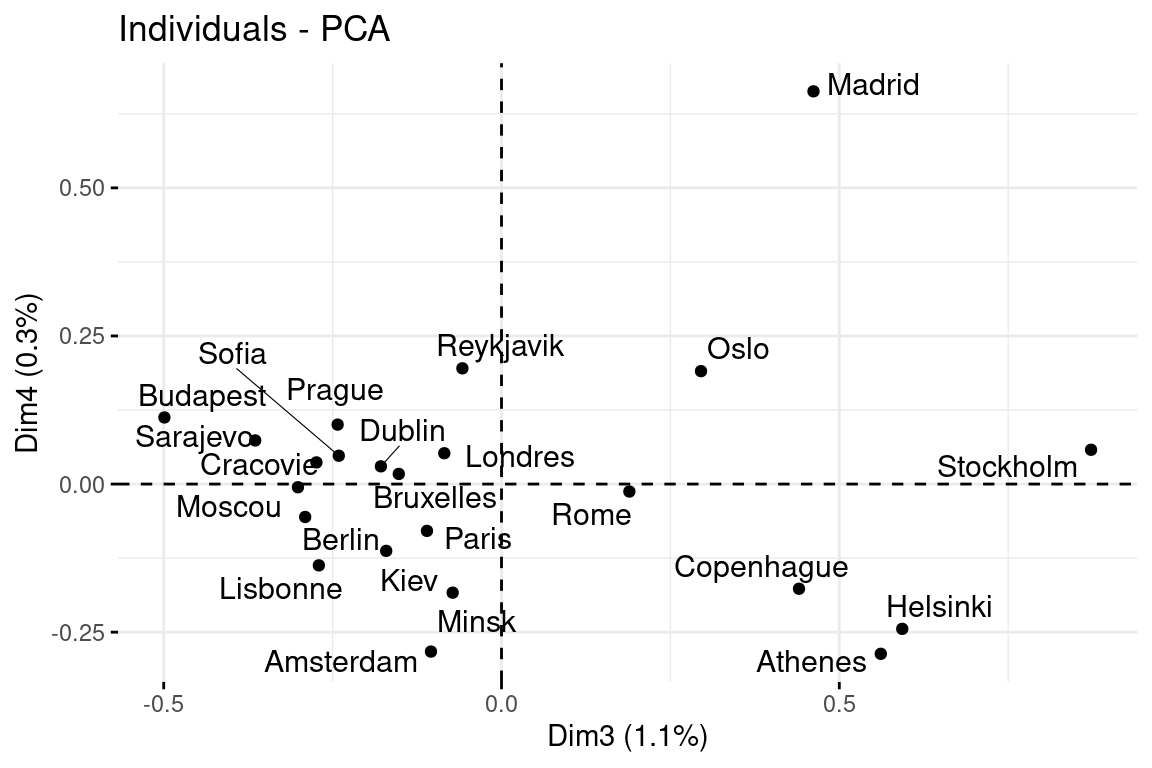 Individuals - PCA
Madrid
0.50
Dim4 (0.3%)
0.25
Reykjavik
Oslo
Sofia
Prague
Budapest
Dublin
Sarajevo
Londres
Cracovie
Stockholm
0.00
Bruxelles
Moscou
Rome
Berlin
Paris
Copenhague
Lisbonne
Kiev
Helsinki
Minsk
-0.25
Amsterdam
Athenes
-0.5
0.0
0.5
Dim3 (1.1%)